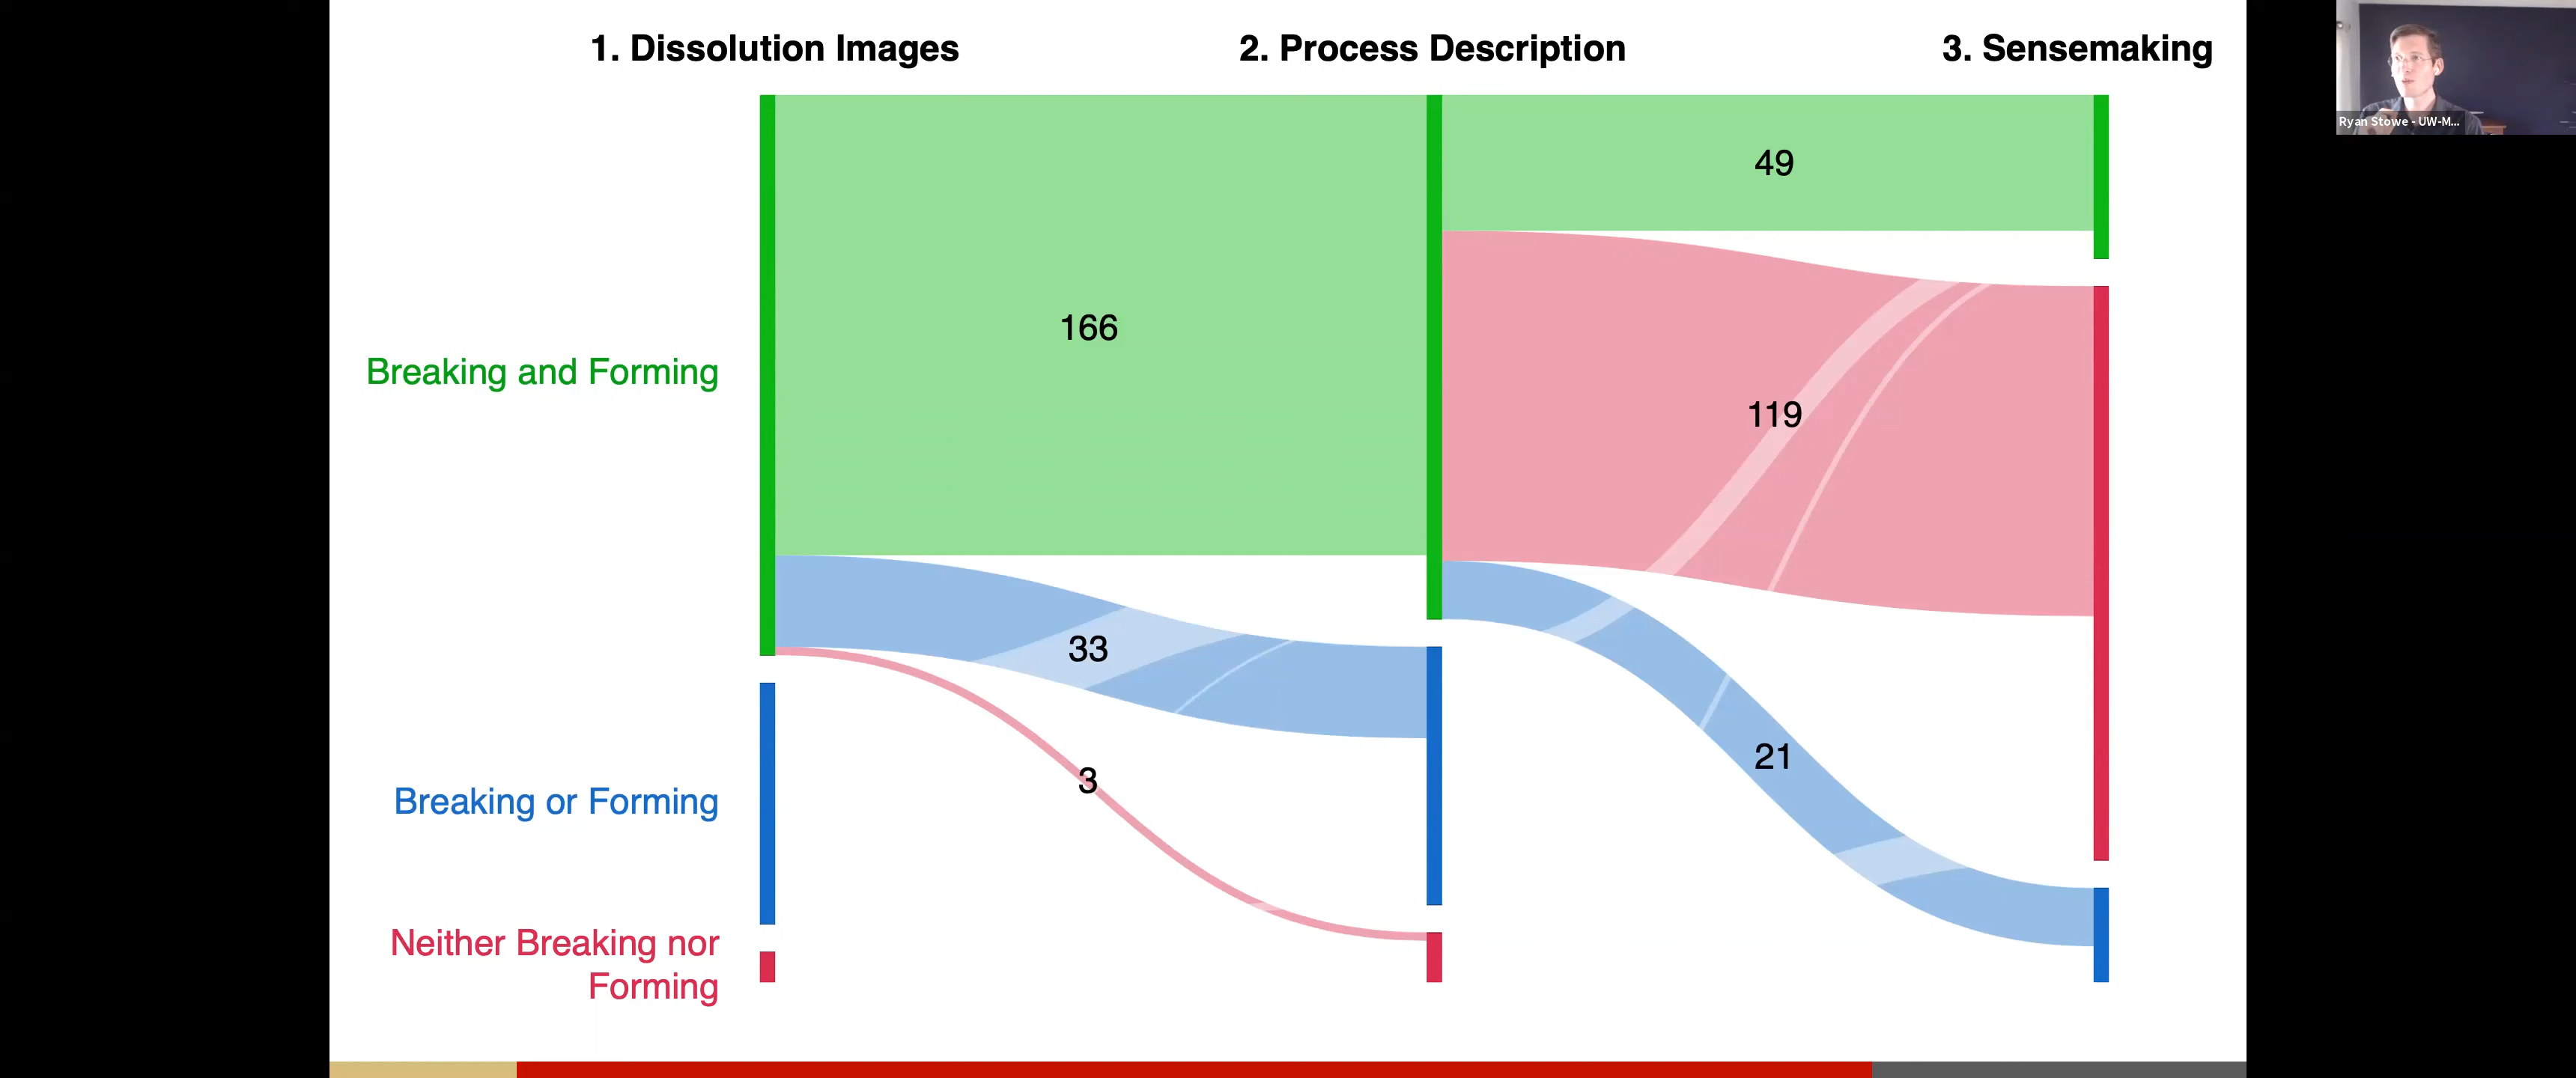 1. Dissolution Images
2. Process Description
3. Sensemaking
Ryan Stowe - UW-M...
49
166
Breaking and Forming
119
33
21
3
Breaking or Forming
Neither Breaking nor
Forming